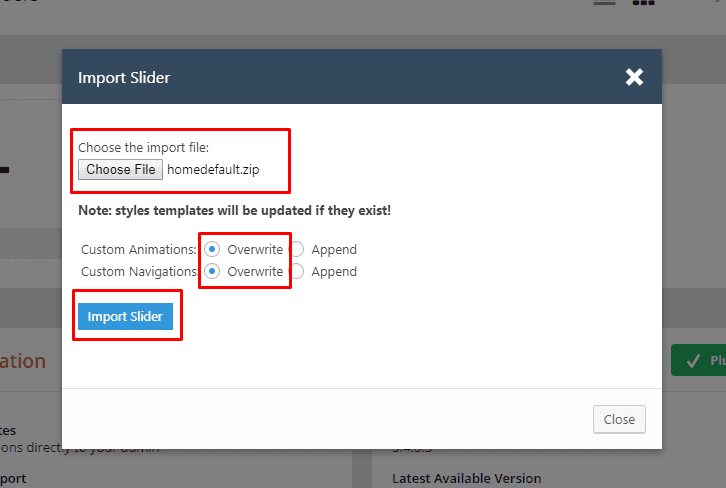 Import Slider
Choose the import file:
Choose File homedefault.zip
Note: styles templates will be updated if they exist!
Custom Animations: Overwrite Append
Custom Navigations: Overwrite Append
Import Slider
ation
Plu
Close
tes
ons directly to your admin
port
Latest Available Version